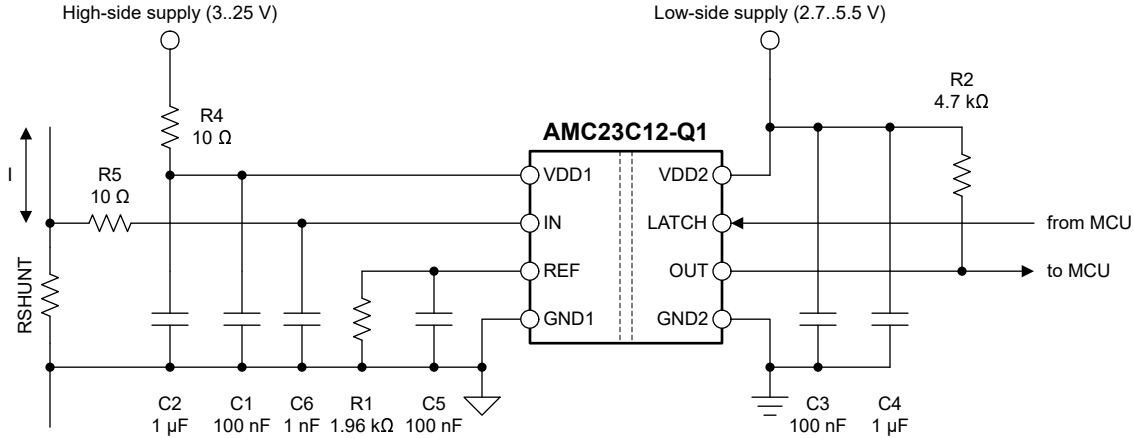 High-side supply (3..25 V)
Low-side supply (2.7..5.5 V)
R4
10 Ω
R2
4.7 kΩ
AMC23C12-Q1
I
R5
10 Ω
VDD1
VDD2
IN
LATCH
from MCU
REF
OUT
to MCU
RSHUNT
GND1
GND2
C2
1 µF
C1
100 nF
C6
1 nF
R1
1.96 kΩ
C5
100 nF
C3
100 nF
C4
1 µF